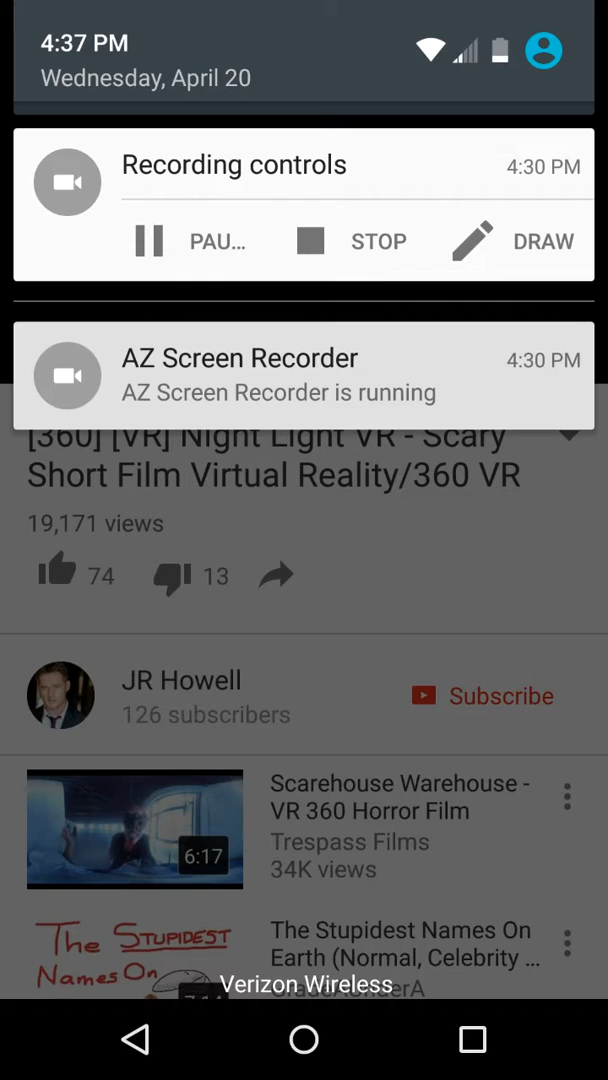 4:37 PM
Wednesday, April 20
Recording controls 4:30 PM
PAU... STOP DRAW
AZ Screen Recorder 4:30 PM
AZ Screen Recorder is running
[360] [VR] Night Light VR - Scary
Short Film Virtual Reality/360 VR
19,171 views
74 13
JR Howell
126 subscribers
Subscribe
6:17
Scarehouse Warehouse -
VR 360 Horror Film
Trespass Films
34K views
The STUPIDEST
Names On
The Stupidest Names On
Earth (Normal, Celebrity ...
GradeAUnderA
Verizon Wireless